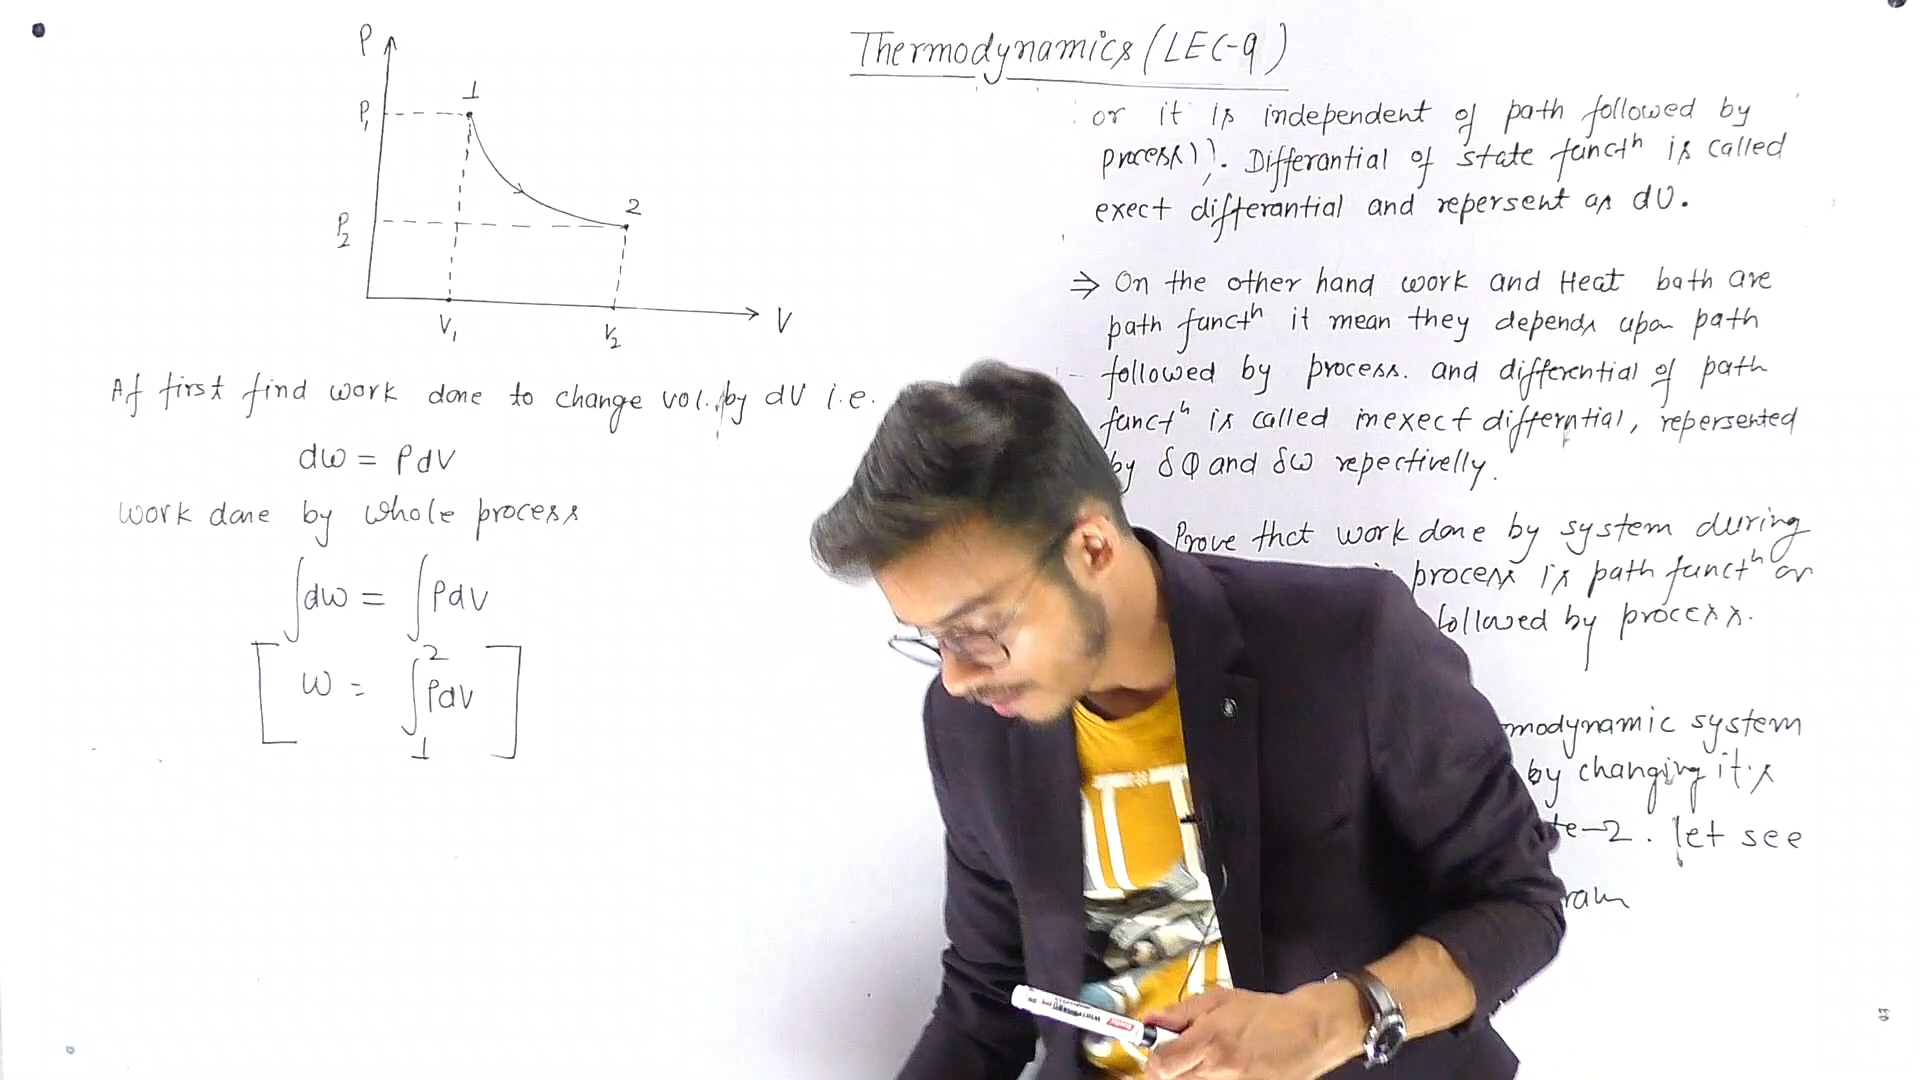 Thermodynamics (LEC-9)
P
1
P1
P2
2
V1
V2
V
At first find work done to change vol. by dV i.e.
dw = PdV
work done by whole process
∫dw = ∫PdV
w = ∫₁² PdV
or it is independent of path followed by
process)). Differantial of state functh is called
exect differantial and repersent as dU.
⇒ On the other hand work and Heat bath are
path functh it mean they depends upon path
followed by process. and differential of path
functh is called inexect differntial, repersented
by δQ and δw repectivelly.
Prove that work done by system during
process is path functh or
followed by process.
modynamic system
by changing it's
te-2. let see
ram